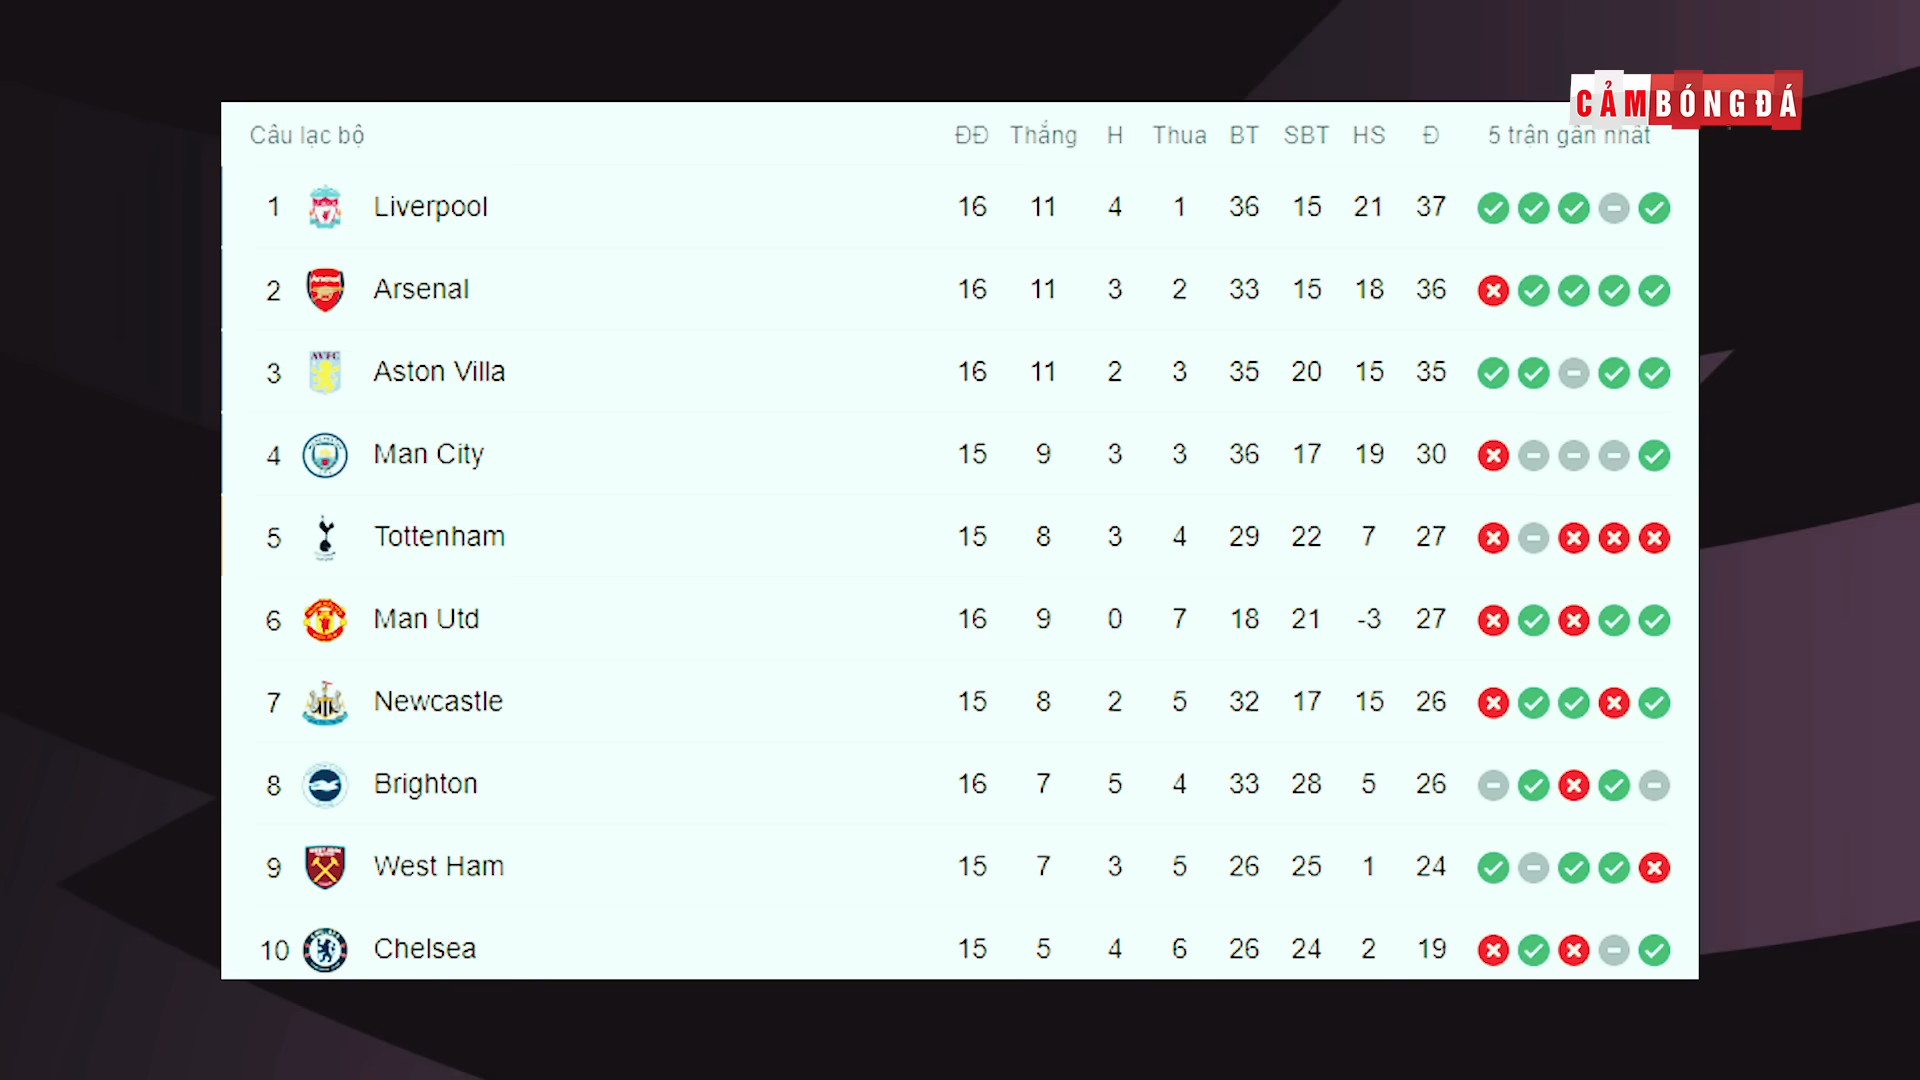 CẢM BÓNG ĐÁ
Câu lạc bộ ĐĐ Thắng H Thua BT SBT HS Đ 5 trận gần nhất
1 Liverpool 16 11 4 1 36 15 21 37
2 Arsenal 16 11 3 2 33 15 18 36
3 Aston Villa 16 11 2 3 35 20 15 35
4 Man City 15 9 3 3 36 17 19 30
5 Tottenham 15 8 3 4 29 22 7 27
6 Man Utd 16 9 0 7 18 21 -3 27
7 Newcastle 15 8 2 5 32 17 15 26
8 Brighton 16 7 5 4 33 28 5 26
9 West Ham 15 7 3 5 26 25 1 24
10 Chelsea 15 5 4 6 26 24 2 19